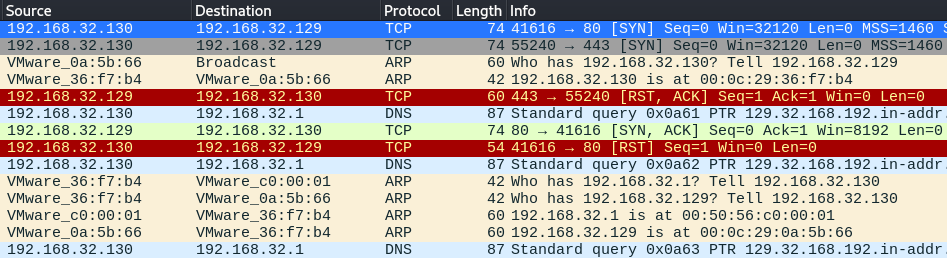 Source Destination Protocol Length Info
192.168.32.130 192.168.32.129 TCP 74 41616 → 80 [SYN] Seq=0 Win=32120 Len=0 MSS=1460 S
192.168.32.130 192.168.32.129 TCP 74 55240 → 443 [SYN] Seq=0 Win=32120 Len=0 MSS=1460
VMware_0a:5b:66 Broadcast ARP 60 Who has 192.168.32.130? Tell 192.168.32.129
VMware_36:f7:b4 VMware_0a:5b:66 ARP 42 192.168.32.130 is at 00:0c:29:36:f7:b4
192.168.32.129 192.168.32.130 TCP 60 443 → 55240 [RST, ACK] Seq=1 Ack=1 Win=0 Len=0
192.168.32.130 192.168.32.1 DNS 87 Standard query 0x0a61 PTR 129.32.168.192.in-addr.
192.168.32.129 192.168.32.130 TCP 74 80 → 41616 [SYN, ACK] Seq=0 Ack=1 Win=8192 Len=0
192.168.32.130 192.168.32.129 TCP 54 41616 → 80 [RST] Seq=1 Win=0 Len=0
192.168.32.130 192.168.32.1 DNS 87 Standard query 0x0a62 PTR 129.32.168.192.in-addr.
VMware_36:f7:b4 VMware_c0:00:01 ARP 42 Who has 192.168.32.1? Tell 192.168.32.130
VMware_36:f7:b4 VMware_0a:5b:66 ARP 42 Who has 192.168.32.129? Tell 192.168.32.130
VMware_c0:00:01 VMware_36:f7:b4 ARP 60 192.168.32.1 is at 00:50:56:c0:00:01
VMware_0a:5b:66 VMware_36:f7:b4 ARP 60 192.168.32.129 is at 00:0c:29:0a:5b:66
192.168.32.130 192.168.32.1 DNS 87 Standard query 0x0a63 PTR 129.32.168.192.in-addr.